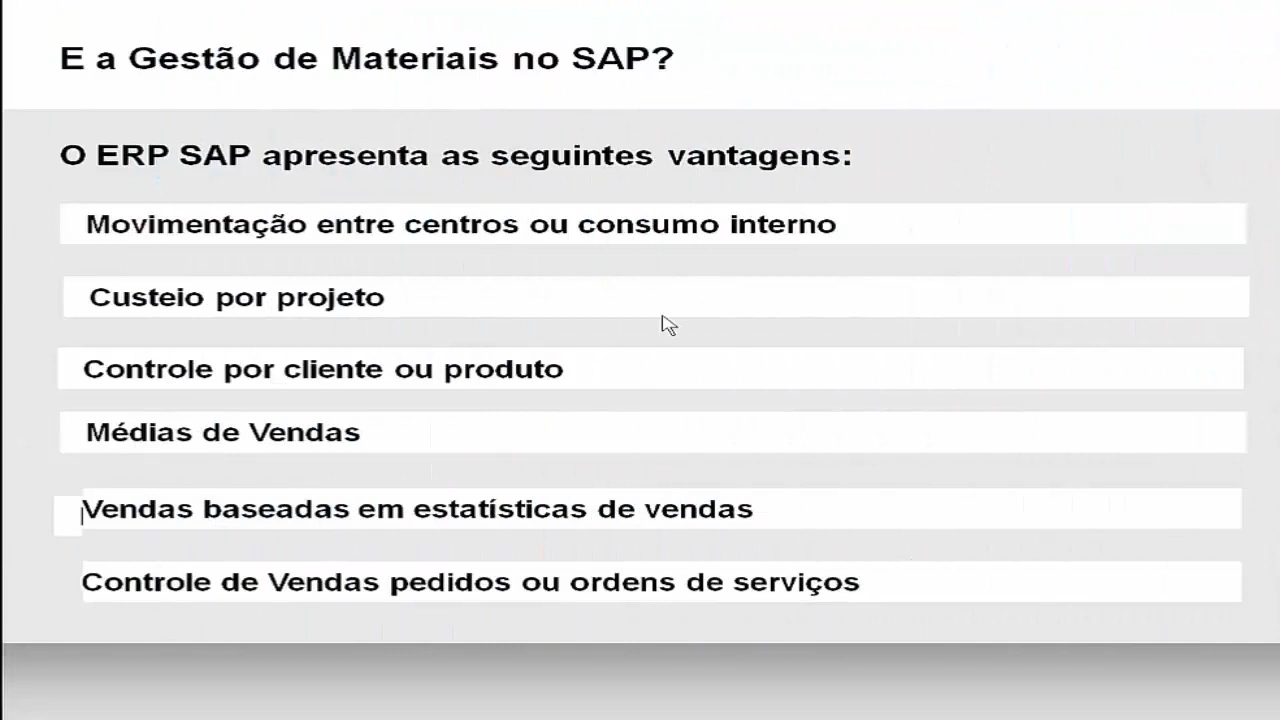 E a Gestão de Materiais no SAP?
O ERP SAP apresenta as seguintes vantagens:
Movimentação entre centros ou consumo interno
Custeio por projeto
Controle por cliente ou produto
Médias de Vendas
Vendas baseadas em estatísticas de vendas
Controle de Vendas pedidos ou ordens de serviços